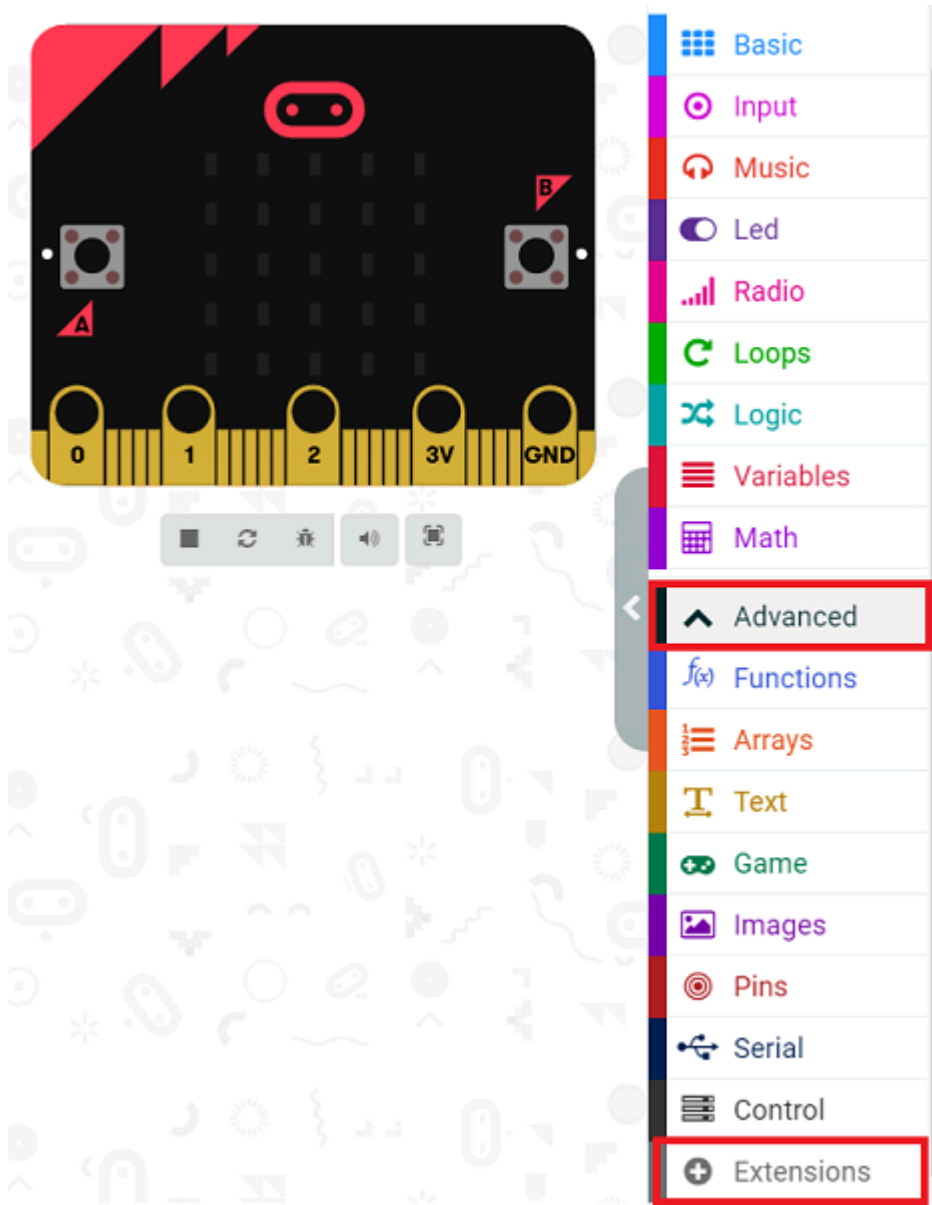 B
A
0 1 2 3V GND
Basic
Input
Music
Led
Radio
Loops
Logic
Variables
Math
Advanced
f(x) Functions
Arrays
Text
Game
Images
Pins
Serial
Control
Extensions